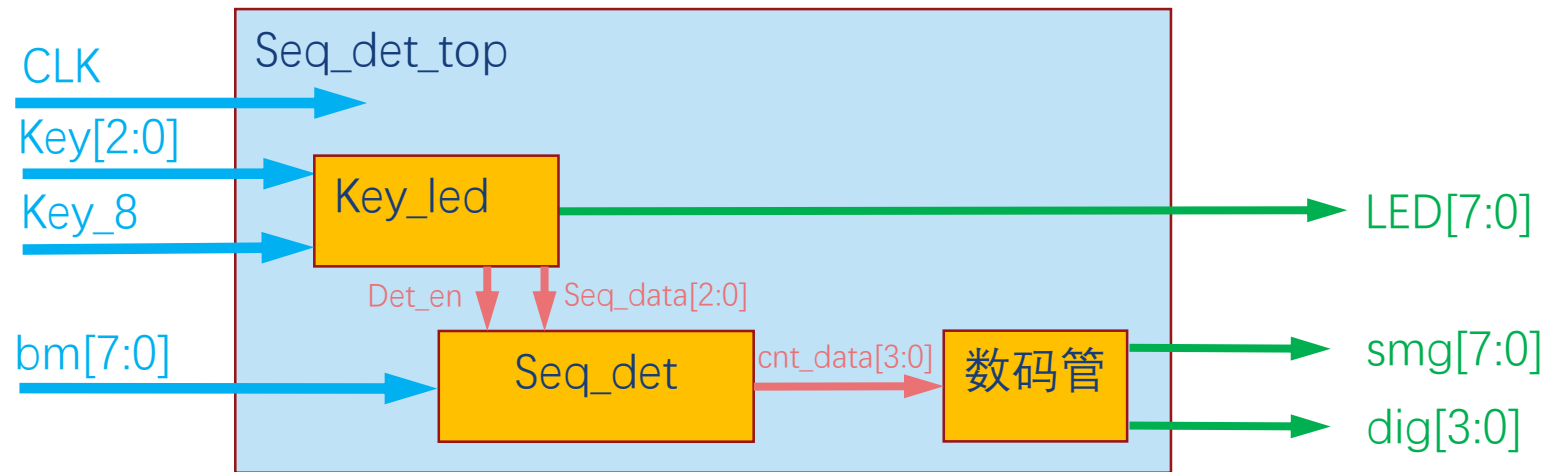 Seq_det_top
CLK
Key[2:0]
Key_8
Key_led
LED[7:0]
Det_en
Seq_data[2:0]
bm[7:0]
Seq_det
cnt_data[3:0]
数码管
smg[7:0]
dig[3:0]